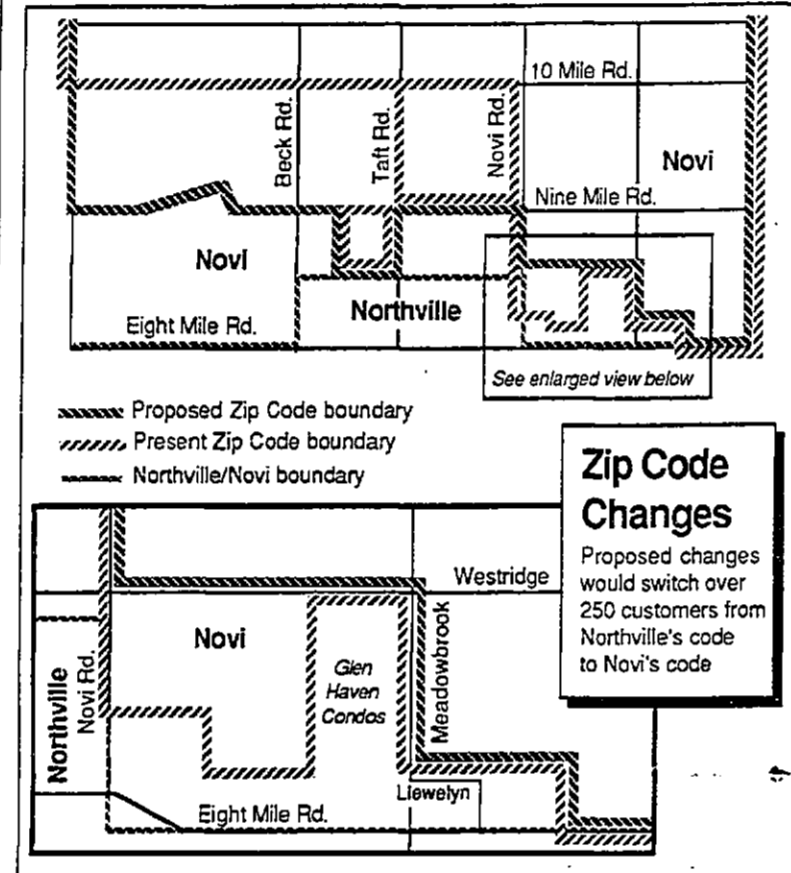 10 Mile Rd.
Beck Rd.
Taft Rd.
Novi Rd.
Novi
Nine Mile Rd.
Novi
Northville
Eight Mile Rd.
See enlarged view below
Proposed Zip Code boundary
Present Zip Code boundary
Northville/Novi boundary
Zip Code
Changes
Proposed changes
would switch over
250 customers from
Northville's code
to Novi's code
Westridge
Novi
Glen
Haven
Condos
Meadowbrook
Northville
Novi Rd.
Llewelyn
Eight Mile Rd.